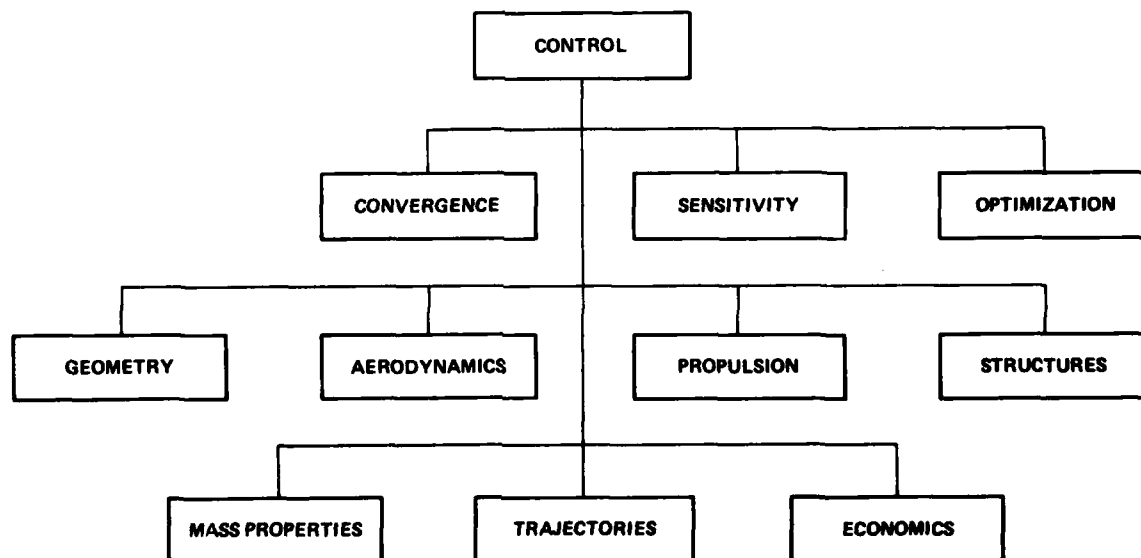 CONTROL
CONVERGENCE
SENSITIVITY
OPTIMIZATION
GEOMETRY
AERODYNAMICS
PROPULSION
STRUCTURES
MASS PROPERTIES
TRAJECTORIES
ECONOMICS